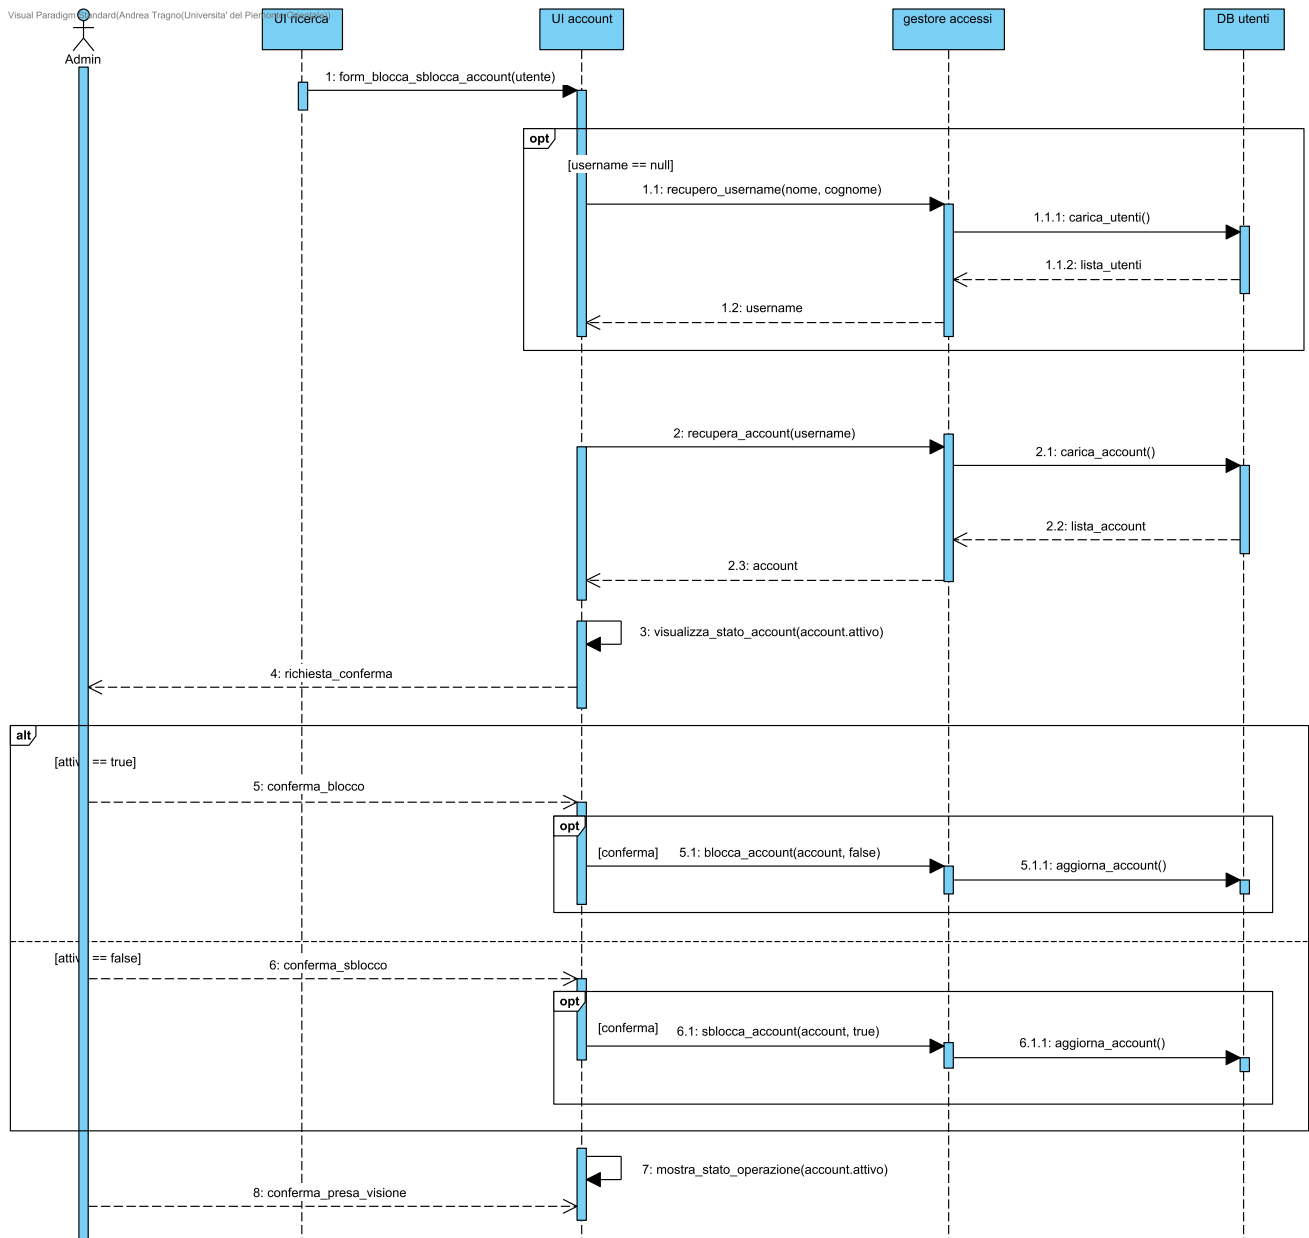 Visual Paradigm Standard(Andrea Tragno(Universita' del Piemonte Orientale))
Admin
UI ricerca
UI account
gestore accessi
DB utenti
1: form_blocca_sblocca_account(utente)
opt
[username == null]
1.1: recupero_username(nome, cognome)
1.1.1: carica_utenti()
1.1.2: lista_utenti
1.2: username
2: recupera_account(username)
2.1: carica_account()
2.2: lista_account
2.3: account
3: visualizza_stato_account(account.attivo)
4: richiesta_conferma
alt
[attivo == true]
5: conferma_blocco
opt
[conferma]
5.1: blocca_account(account, false)
5.1.1: aggiorna_account()
[attivo == false]
6: conferma_sblocco
opt
[conferma]
6.1: sblocca_account(account, true)
6.1.1: aggiorna_account()
7: mostra_stato_operazione(account.attivo)
8: conferma_presa_visione